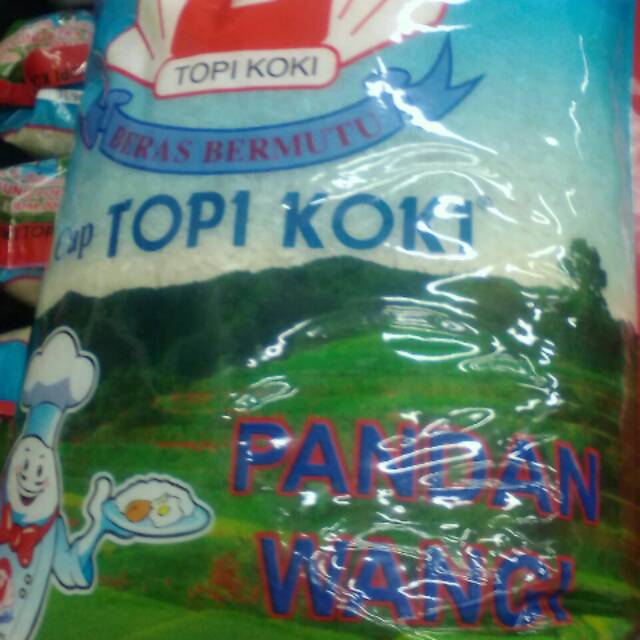 TOPI KOKI
BERAS BERMUTU
Cap TOPI KOKI
PANDAN
WANGI